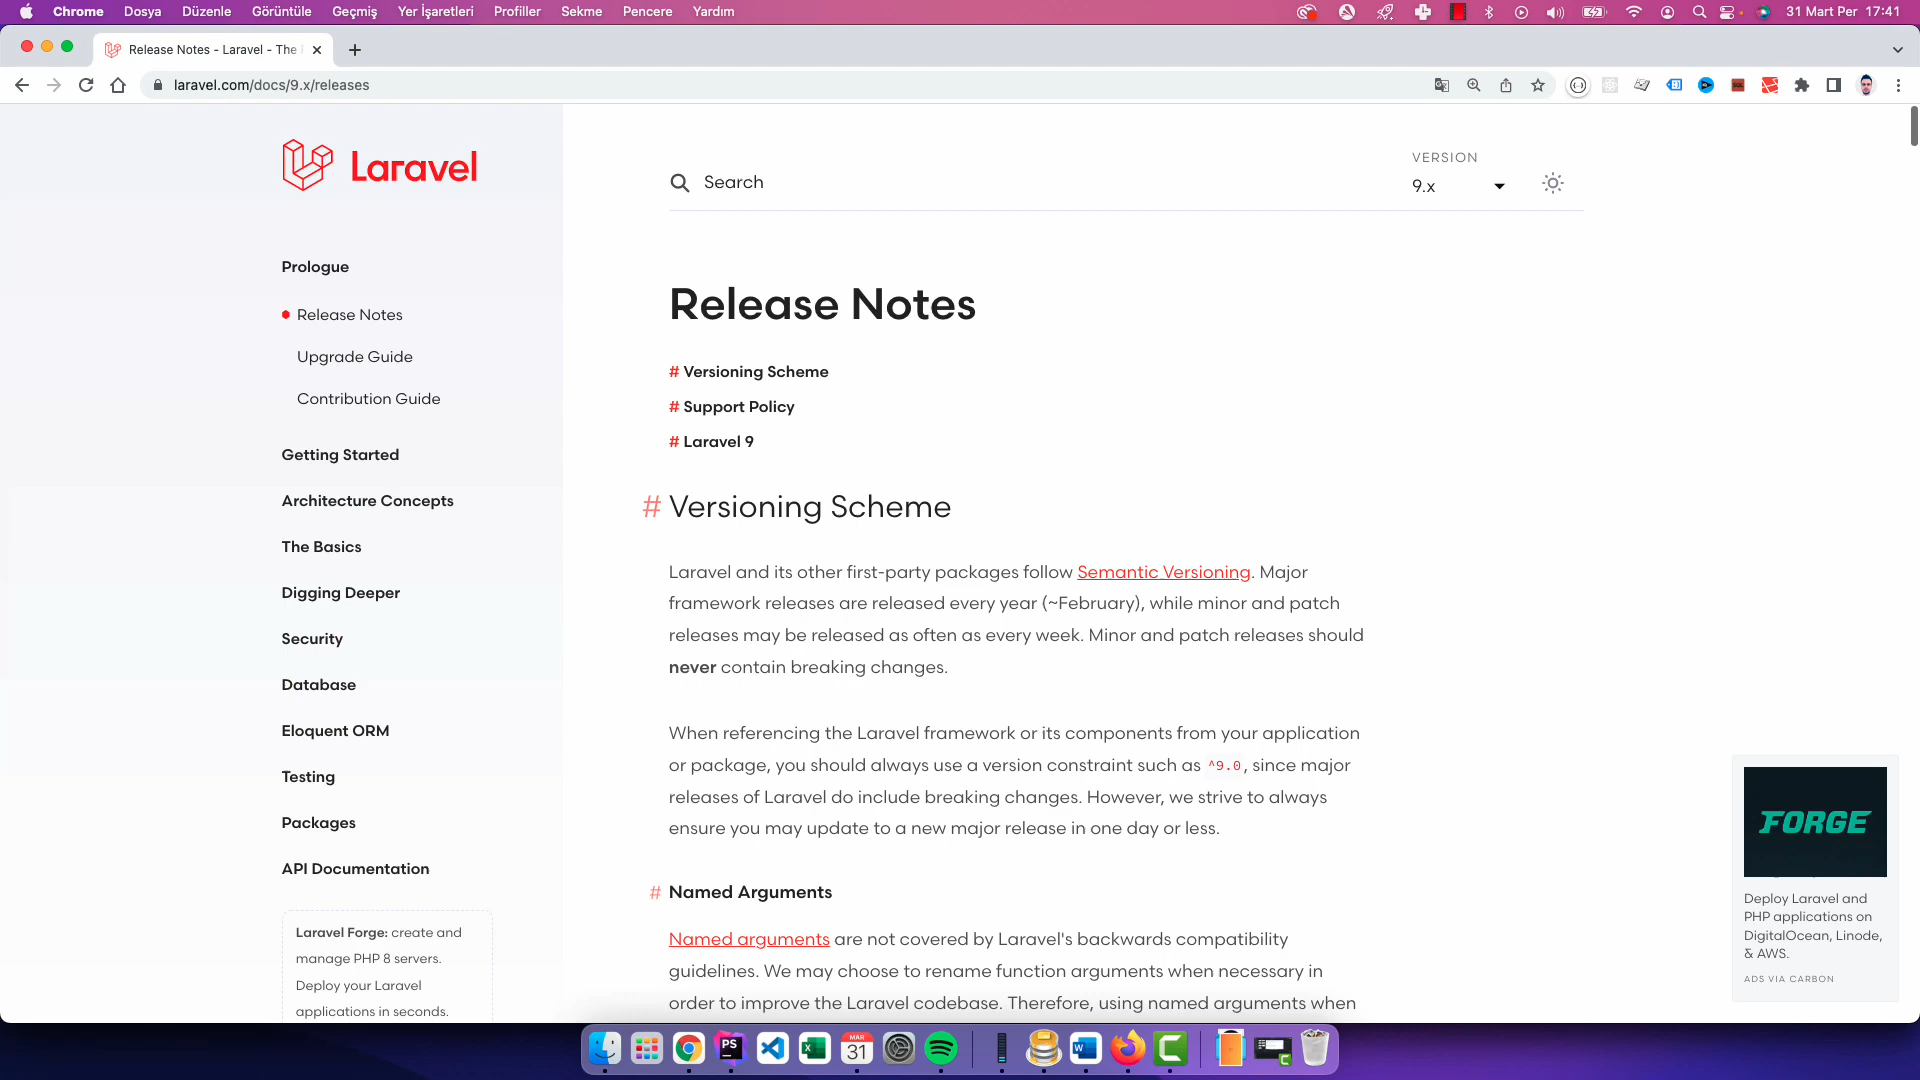 Chrome Dosya Düzenle Görüntüle Geçmiş Yer İşaretleri Profiller Sekme Pencere Yardım 31 Mart Per 17:41
Release Notes - Laravel - The
laravel.com/docs/9.x/releases
Laravel
Search
VERSION
9.x
Prologue
Release Notes
Upgrade Guide
Contribution Guide
Getting Started
Architecture Concepts
The Basics
Digging Deeper
Security
Database
Eloquent ORM
Testing
Packages
API Documentation
Laravel Forge: create and
manage PHP 8 servers.
Deploy your Laravel
applications in seconds.
Release Notes
# Versioning Scheme
# Support Policy
# Laravel 9
# Versioning Scheme
Laravel and its other first-party packages follow Semantic Versioning. Major
framework releases are released every year (~February), while minor and patch
releases may be released as often as every week. Minor and patch releases should
never contain breaking changes.
When referencing the Laravel framework or its components from your application
or package, you should always use a version constraint such as ^9.0, since major
releases of Laravel do include breaking changes. However, we strive to always
ensure you may update to a new major release in one day or less.
# Named Arguments
Named arguments are not covered by Laravel's backwards compatibility
guidelines. We may choose to rename function arguments when necessary in
order to improve the Laravel codebase. Therefore, using named arguments when
FORGE
Deploy Laravel and
PHP applications on
DigitalOcean, Linode,
& AWS.
ADS VIA CARBON
PS
MAR
31